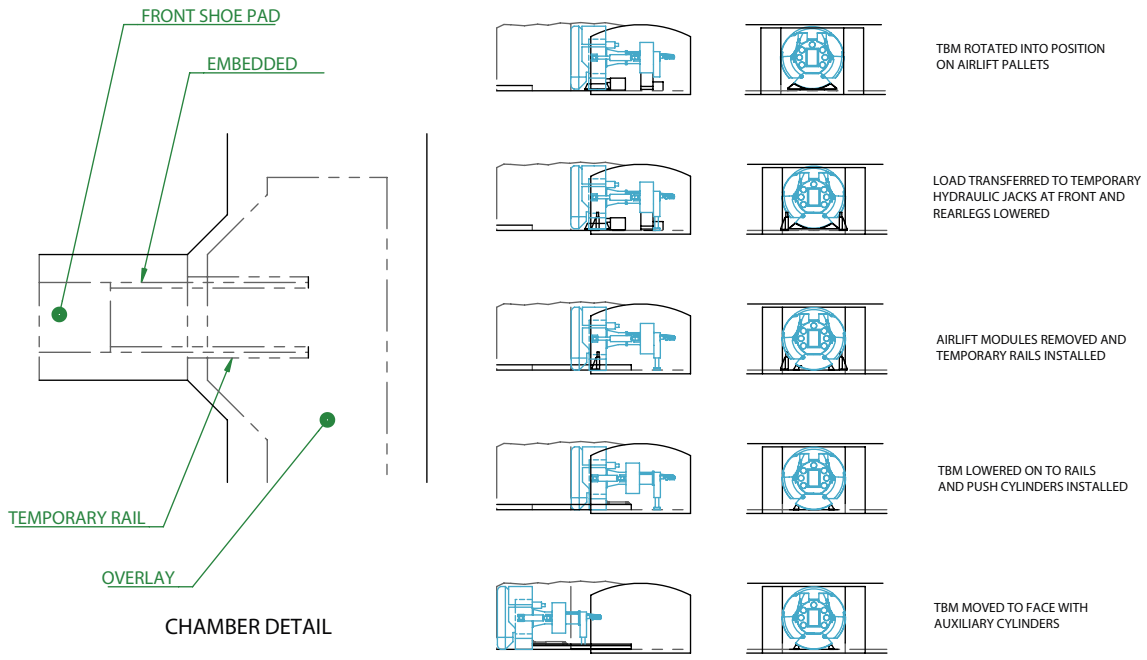 FRONT SHOE PAD
EMBEDDED
TEMPORARY RAIL
OVERLAY
CHAMBER DETAIL
TBM ROTATED INTO POSITION
ON AIRLIFT PALLETS
LOAD TRANSFERRED TO TEMPORARY
HYDRAULIC JACKS AT FRONT AND
REARLEGS LOWERED
AIRLIFT MODULES REMOVED AND
TEMPORARY RAILS INSTALLED
TBM LOWERED ON TO RAILS
AND PUSH CYLINDERS INSTALLED
TBM MOVED TO FACE WITH
AUXILIARY CYLINDERS